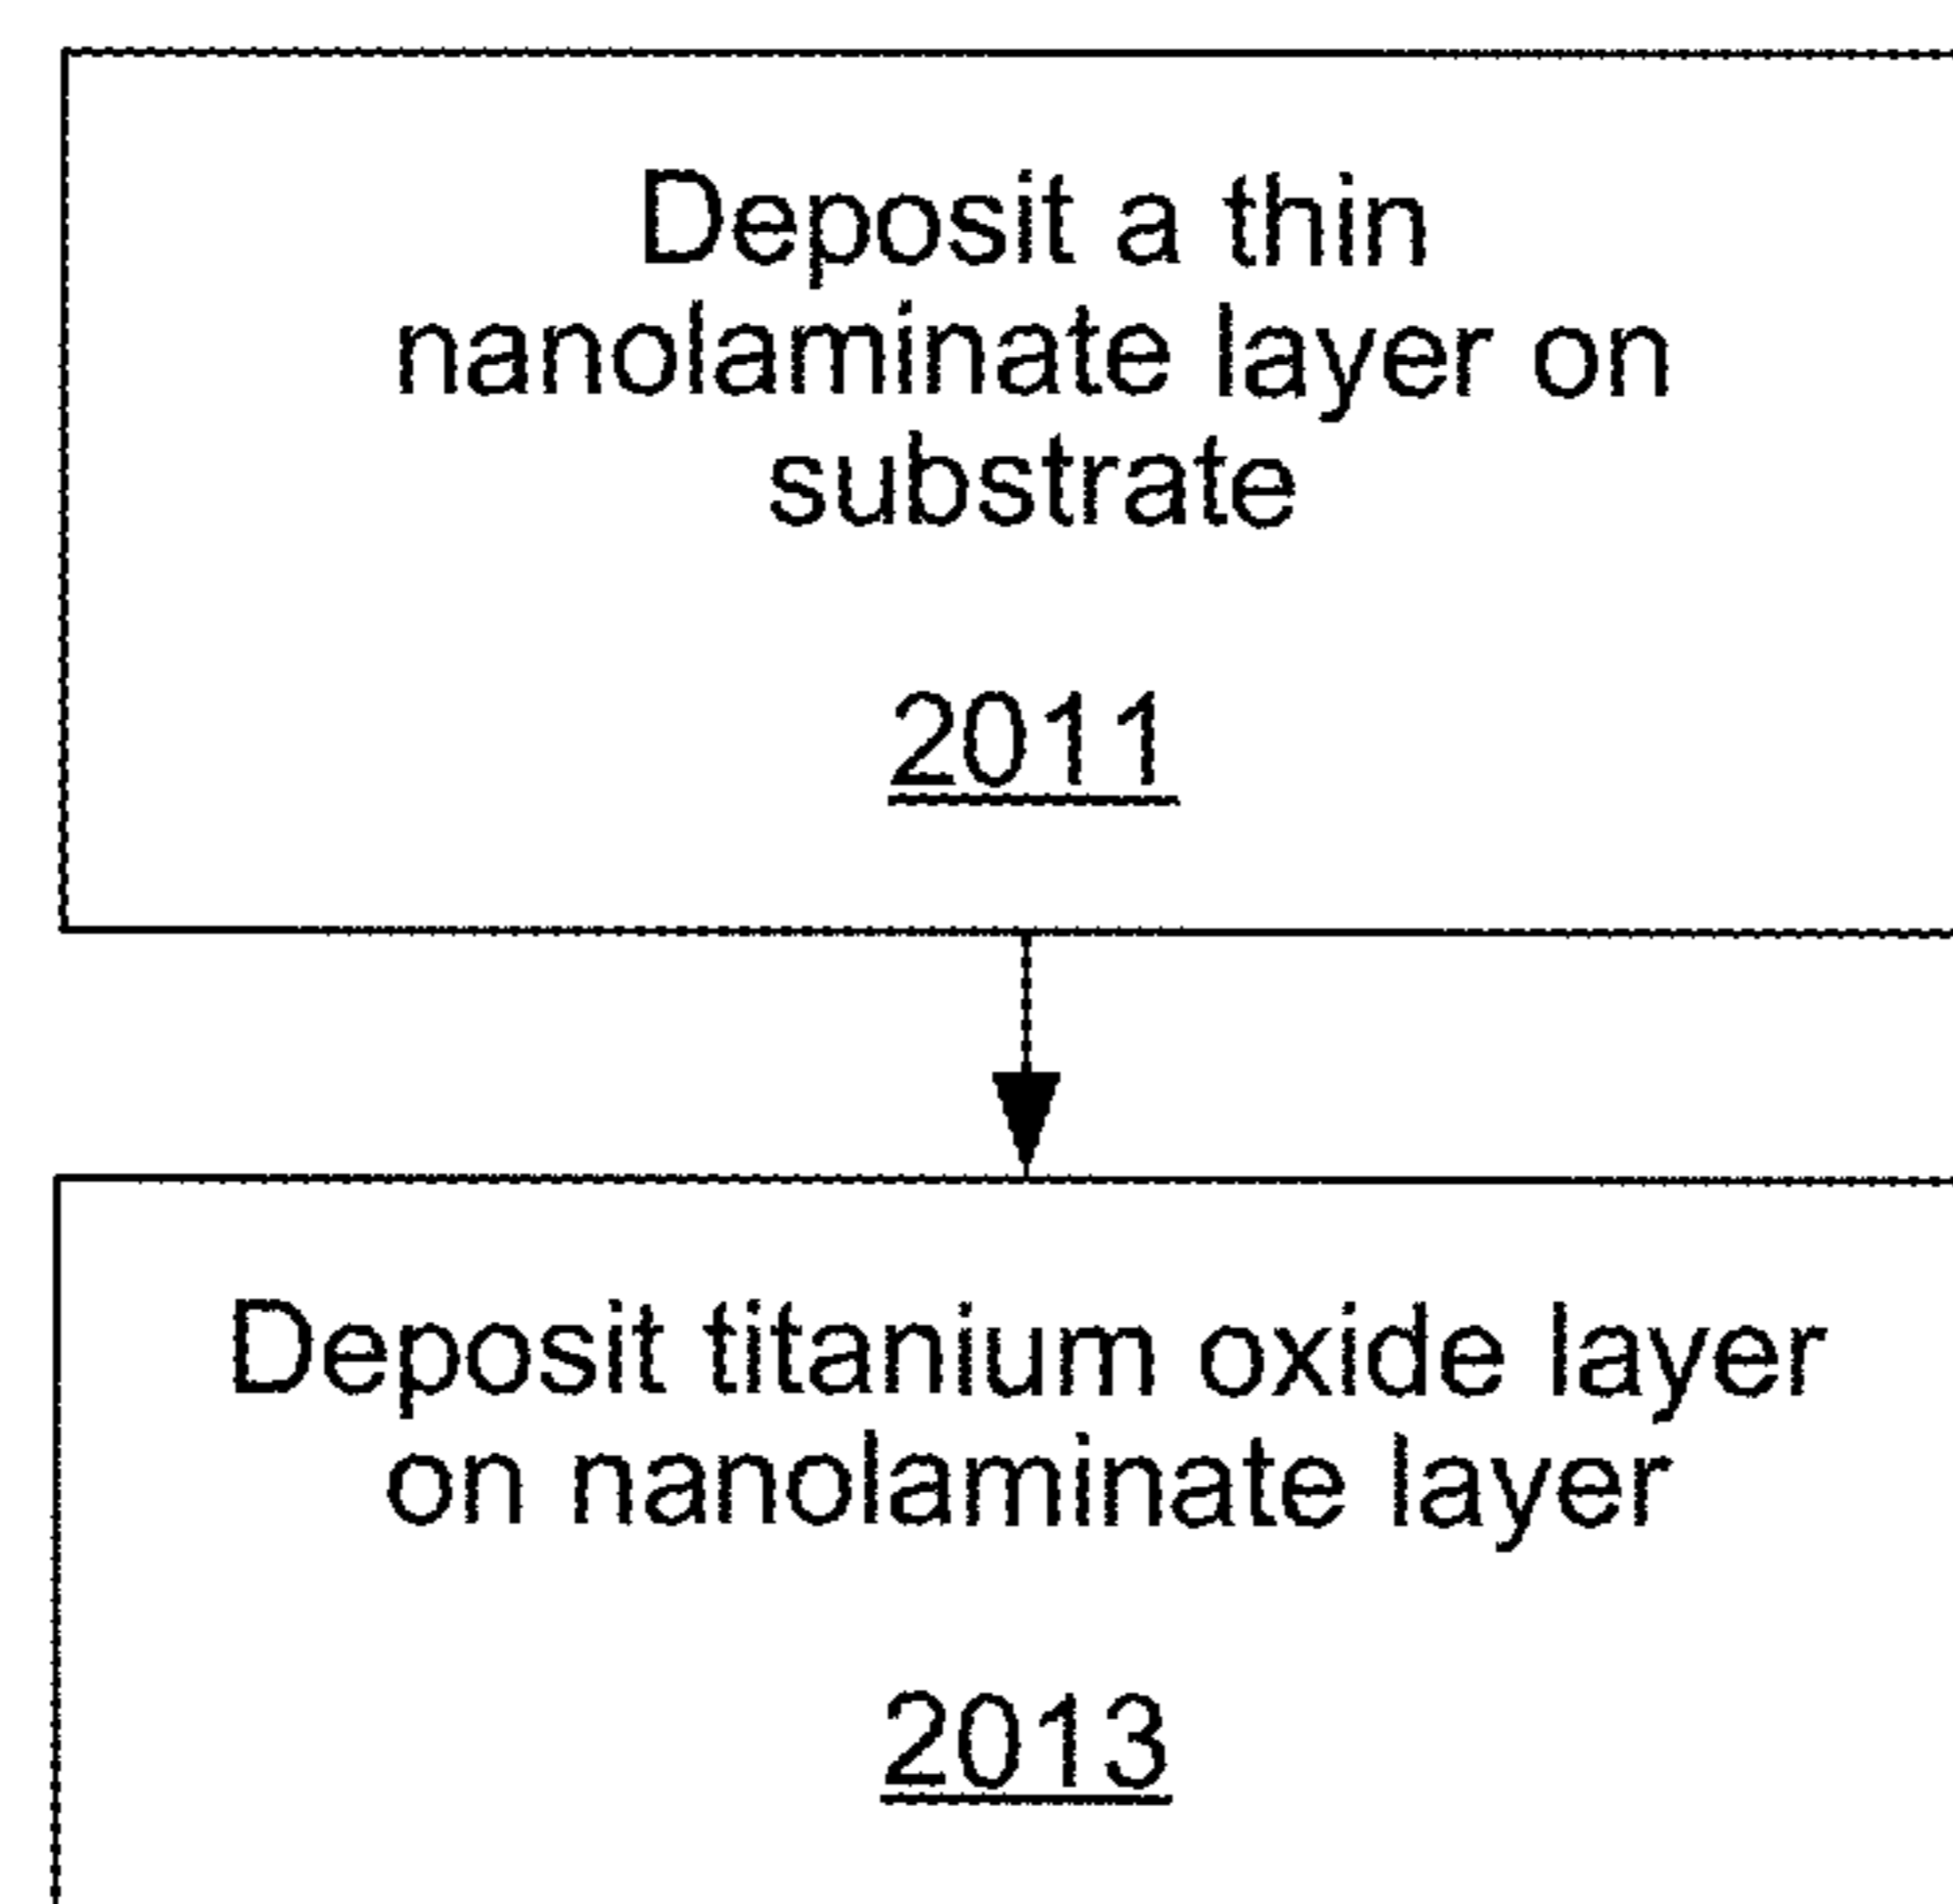 Deposit a thin
nanolaminate layer on
substrate
2011
Deposit titanium oxide layer
on nanolaminate layer
2013